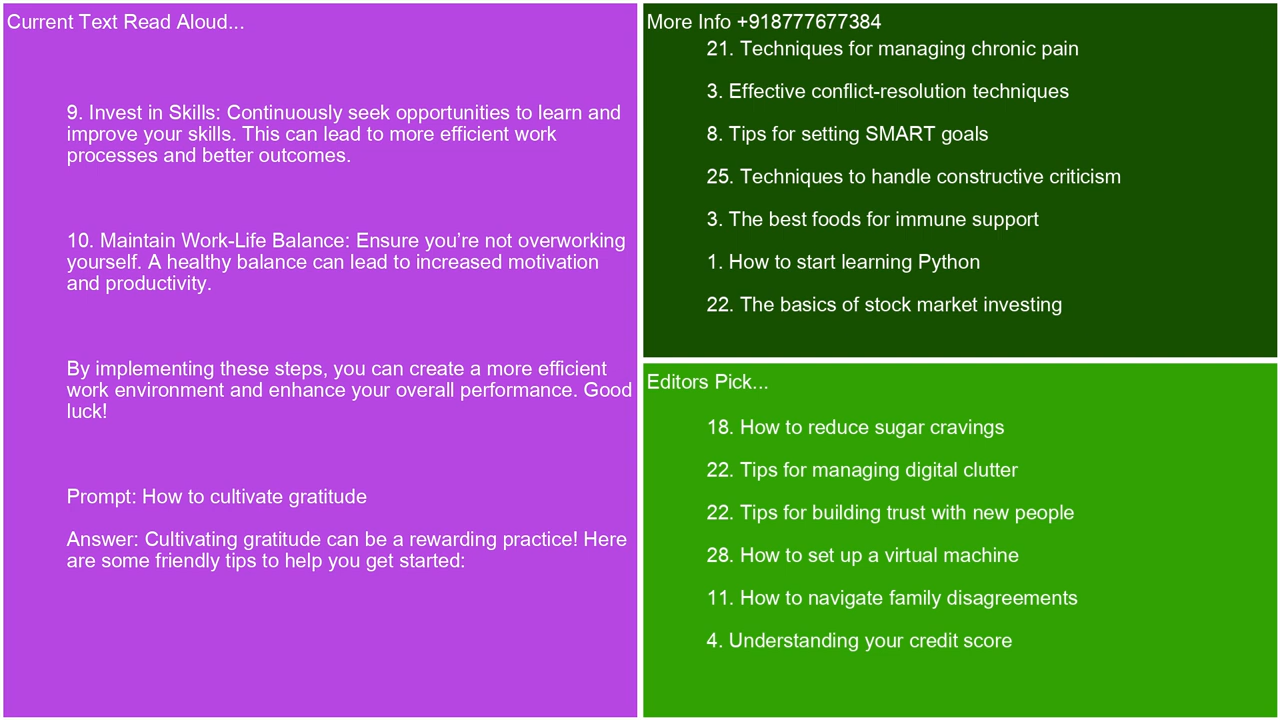 Current Text Read Aloud...
9. Invest in Skills: Continuously seek opportunities to learn and
improve your skills. This can lead to more efficient work
processes and better outcomes.
10. Maintain Work-Life Balance: Ensure you’re not overworking
yourself. A healthy balance can lead to increased motivation
and productivity.
By implementing these steps, you can create a more efficient
work environment and enhance your overall performance. Good
luck!
Prompt: How to cultivate gratitude
Answer: Cultivating gratitude can be a rewarding practice! Here
are some friendly tips to help you get started:
More Info +918777677384
21. Techniques for managing chronic pain
3. Effective conflict-resolution techniques
8. Tips for setting SMART goals
25. Techniques to handle constructive criticism
3. The best foods for immune support
1. How to start learning Python
22. The basics of stock market investing
Editors Pick...
18. How to reduce sugar cravings
22. Tips for managing digital clutter
22. Tips for building trust with new people
28. How to set up a virtual machine
11. How to navigate family disagreements
4. Understanding your credit score